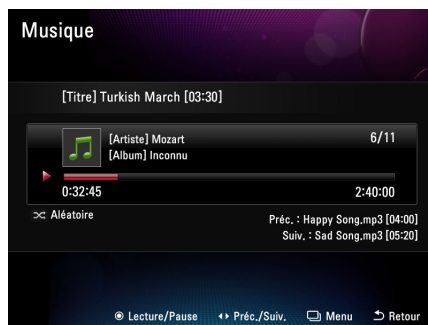 Musique
[Titre] Turkish March [03:30]
[Artiste] Mozart
6/11
[Album] Inconnu
0:32:45
2:40:00
Aléatoire
Préc. : Happy Song.mp3 [04:00]
Suiv. : Sad Song.mp3 [05:20]
Lecture/Pause
Préc./Suiv.
Menu
Retour